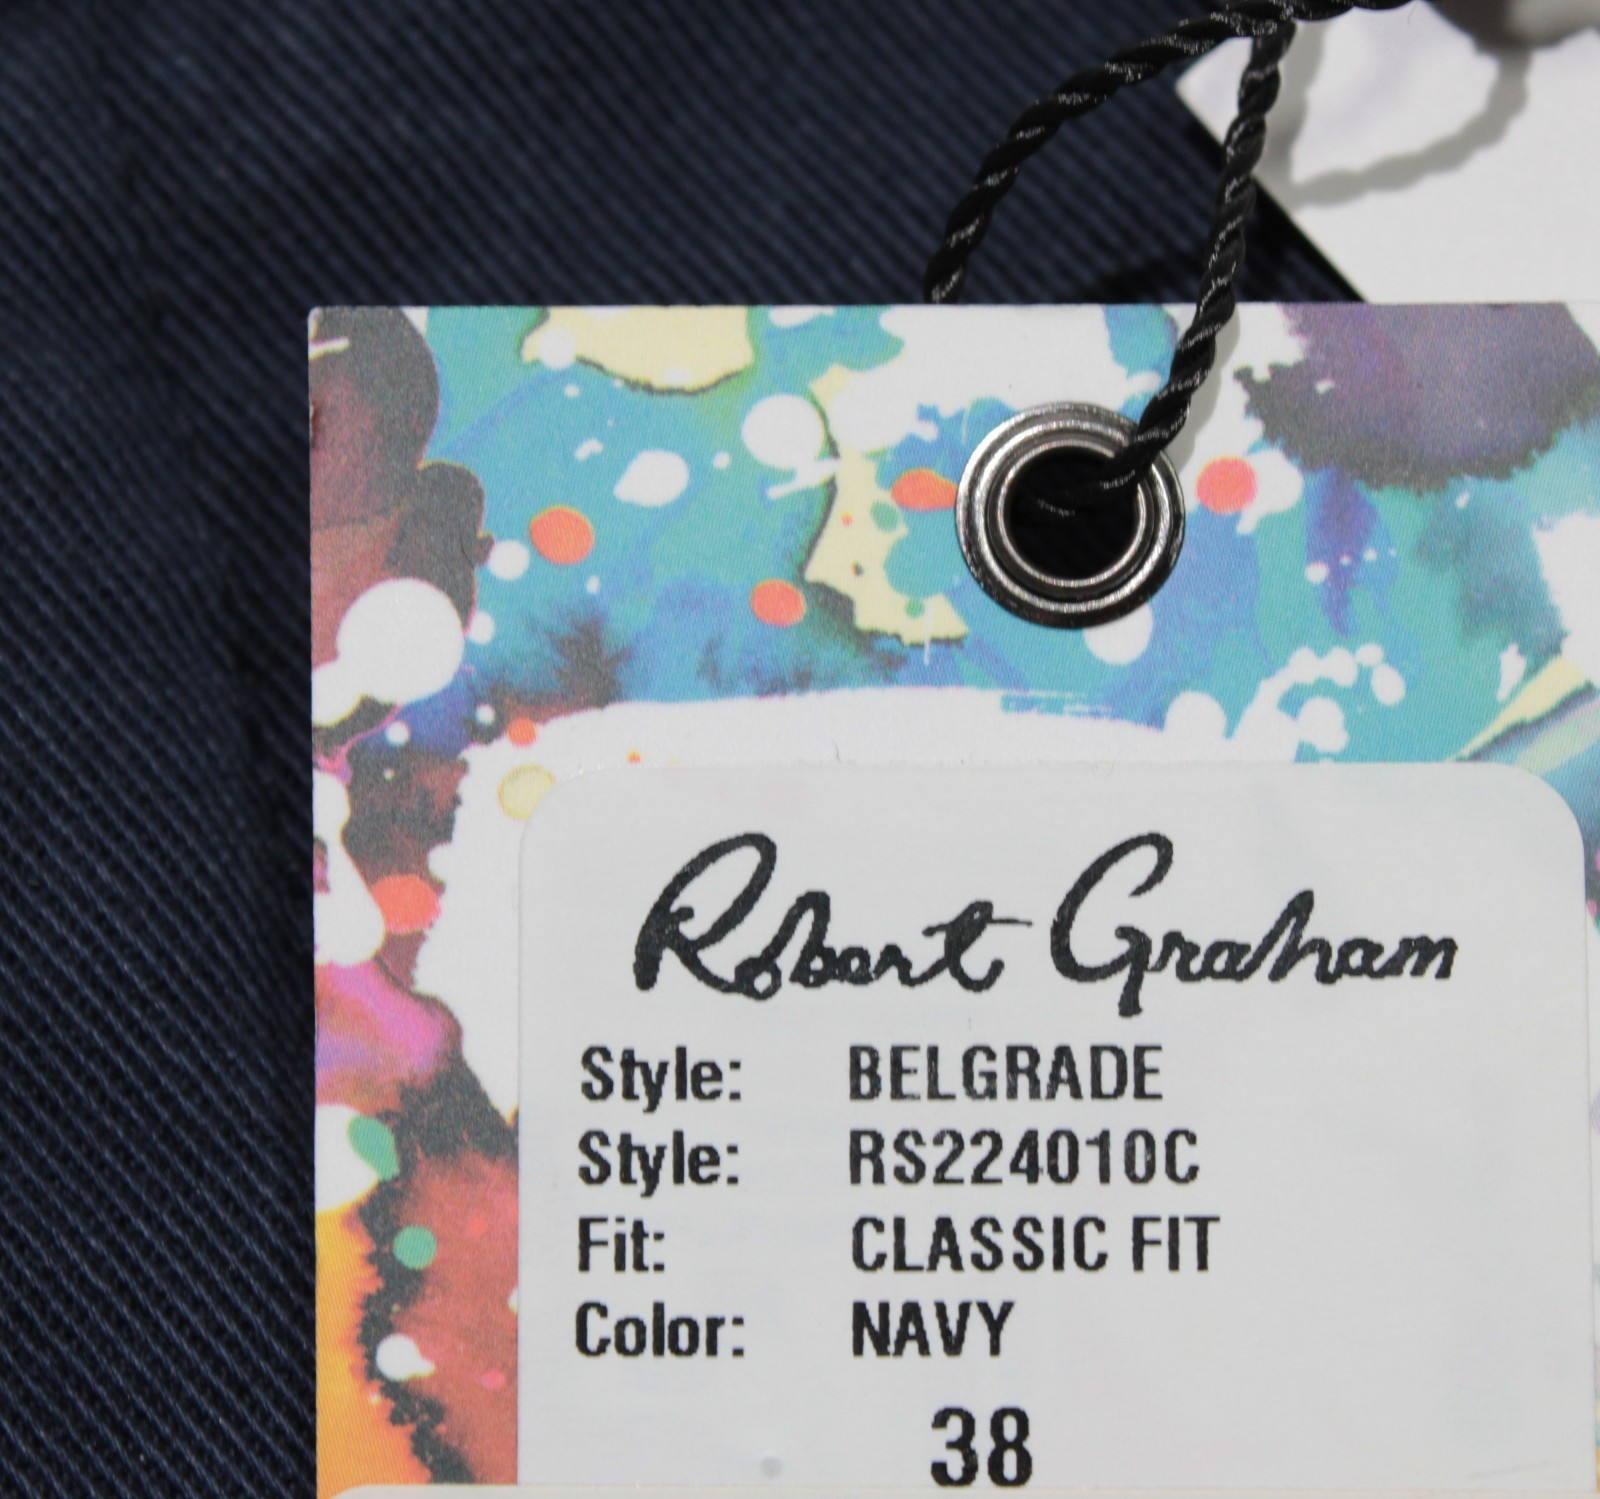 Robert Graham
Style: BELGRADE
Style: RS224010C
Fit: CLASSIC FIT
Color: NAVY
38